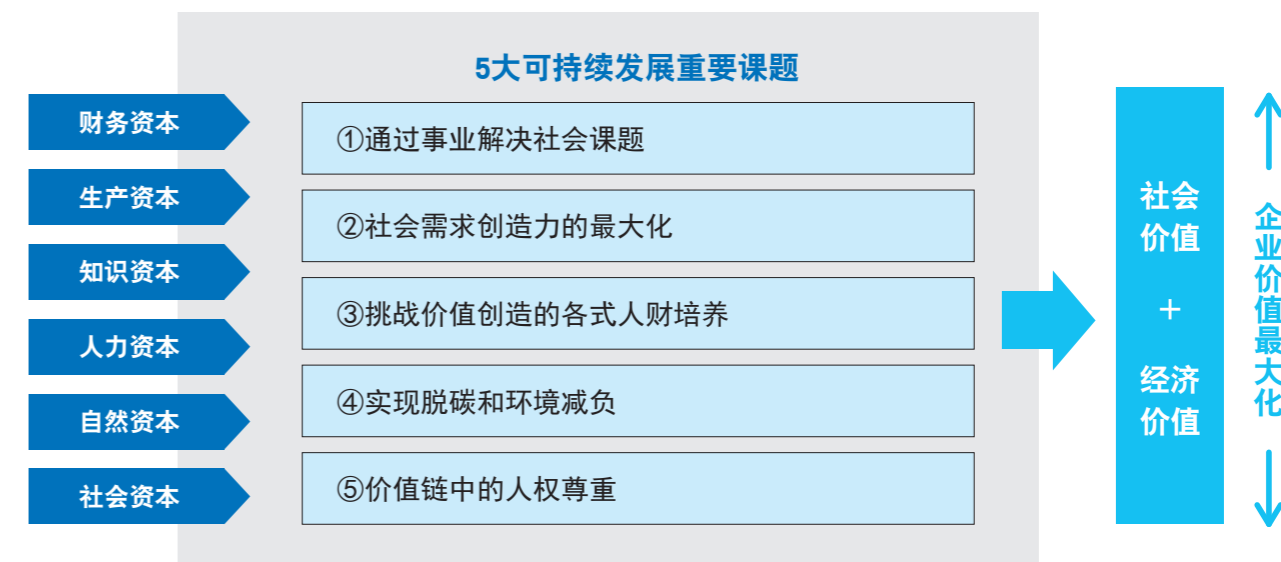 5大可持续发展重要课题
财务资本
生产资本
知识资本
人力资本
自然资本
社会资本
①通过事业解决社会课题
②社会需求创造力的最大化
③挑战价值创造的各式人财培养
④实现脱碳和环境减负
⑤价值链中的人权尊重
社会
价值
+
经济
价值
企业价值最大化